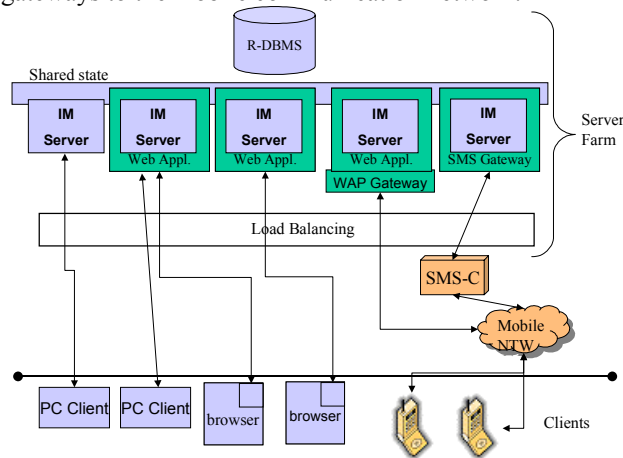 R-DBMS
Shared state
IM
Server
IM
Server
Web Appl.
IM
Server
Web Appl.
IM
Server
Web Appl.
WAP Gateway
IM
Server
SMS Gateway
Server
Farm
Load Balancing
SMS-C
Mobile
NTW
PC Client
PC Client
browser
browser
Clients